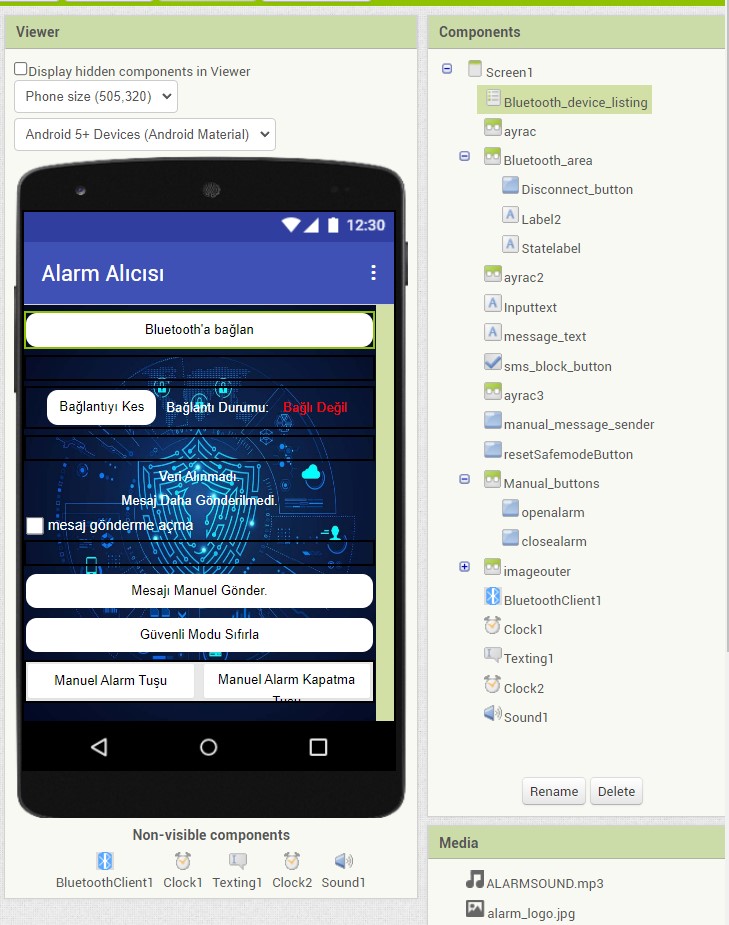 Viewer
Display hidden components in Viewer
Phone size (505,320)
Android 5+ Devices (Android Material)
12:30
Alarm Alıcısı
Bluetooth'a bağlan
Bağlantıyı Kes
Bağlantı Durumu:
Bağlı Değil
Veri Alınmadı.
Mesaj Daha Gönderilmedi.
mesaj gönderme açma
Mesajı Manuel Gönder.
Güvenli Modu Sıfırla
Manuel Alarm Tuşu
Manuel Alarm Kapatma
Tuşu
Non-visible components
BluetoothClient1
Clock1
Texting1
Clock2
Sound1
Components
Screen1
Bluetooth_device_listing
ayrac
Bluetooth_area
Disconnect_button
Label2
Statelabel
ayrac2
Inputtext
message_text
sms_block_button
ayrac3
manual_message_sender
resetSafemodeButton
Manual_buttons
openalarm
closealarm
imageouter
BluetoothClient1
Clock1
Texting1
Clock2
Sound1
Rename
Delete
Media
ALARMSOUND.mp3
alarm_logo.jpg